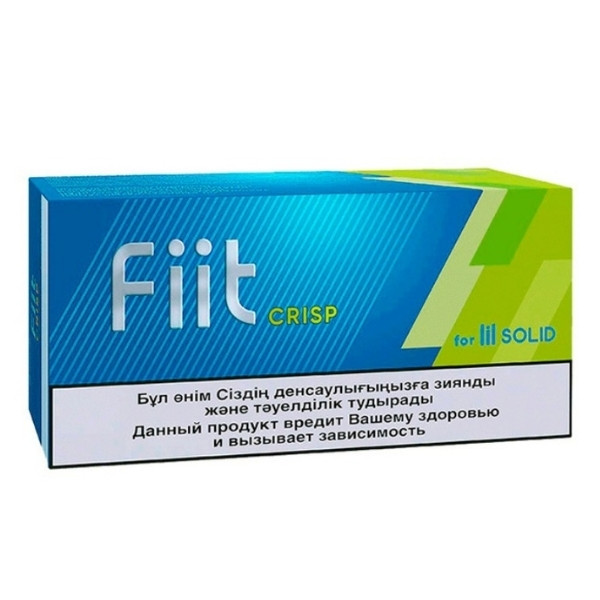 Fiit CRISP
for lil SOLID
Бұл өнім Сіздің денсаулығыңызға зиянды
және тәуелділік тудырады
Данный продукт вредит Вашему здоровью
и вызывает зависимость